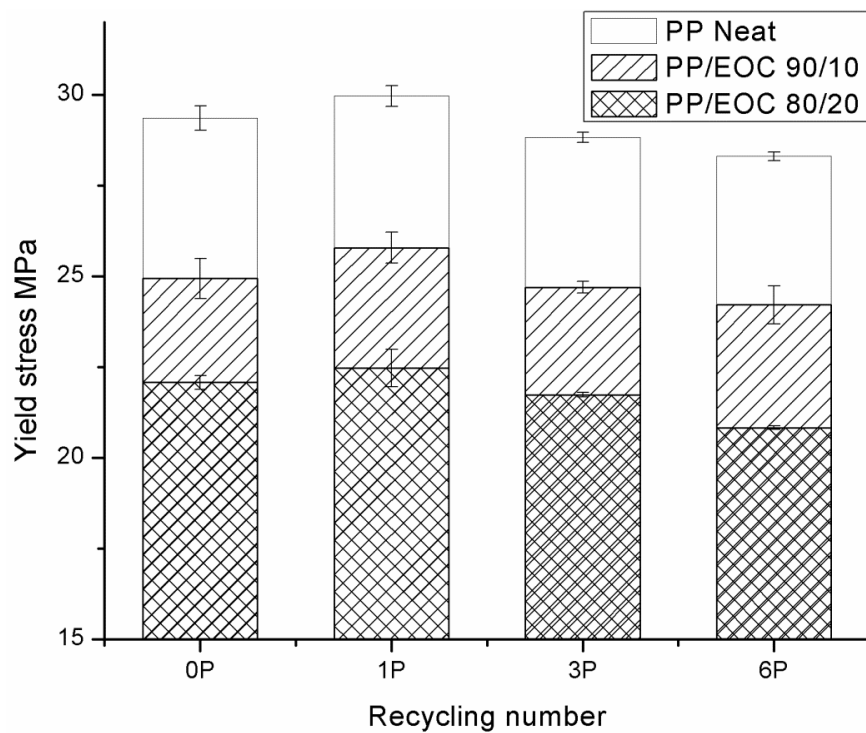 PP Neat
PP/EOC 90/10
PP/EOC 80/20
Yield stress MPa
30
25
20
15
0P
1P
3P
6P
Recycling number